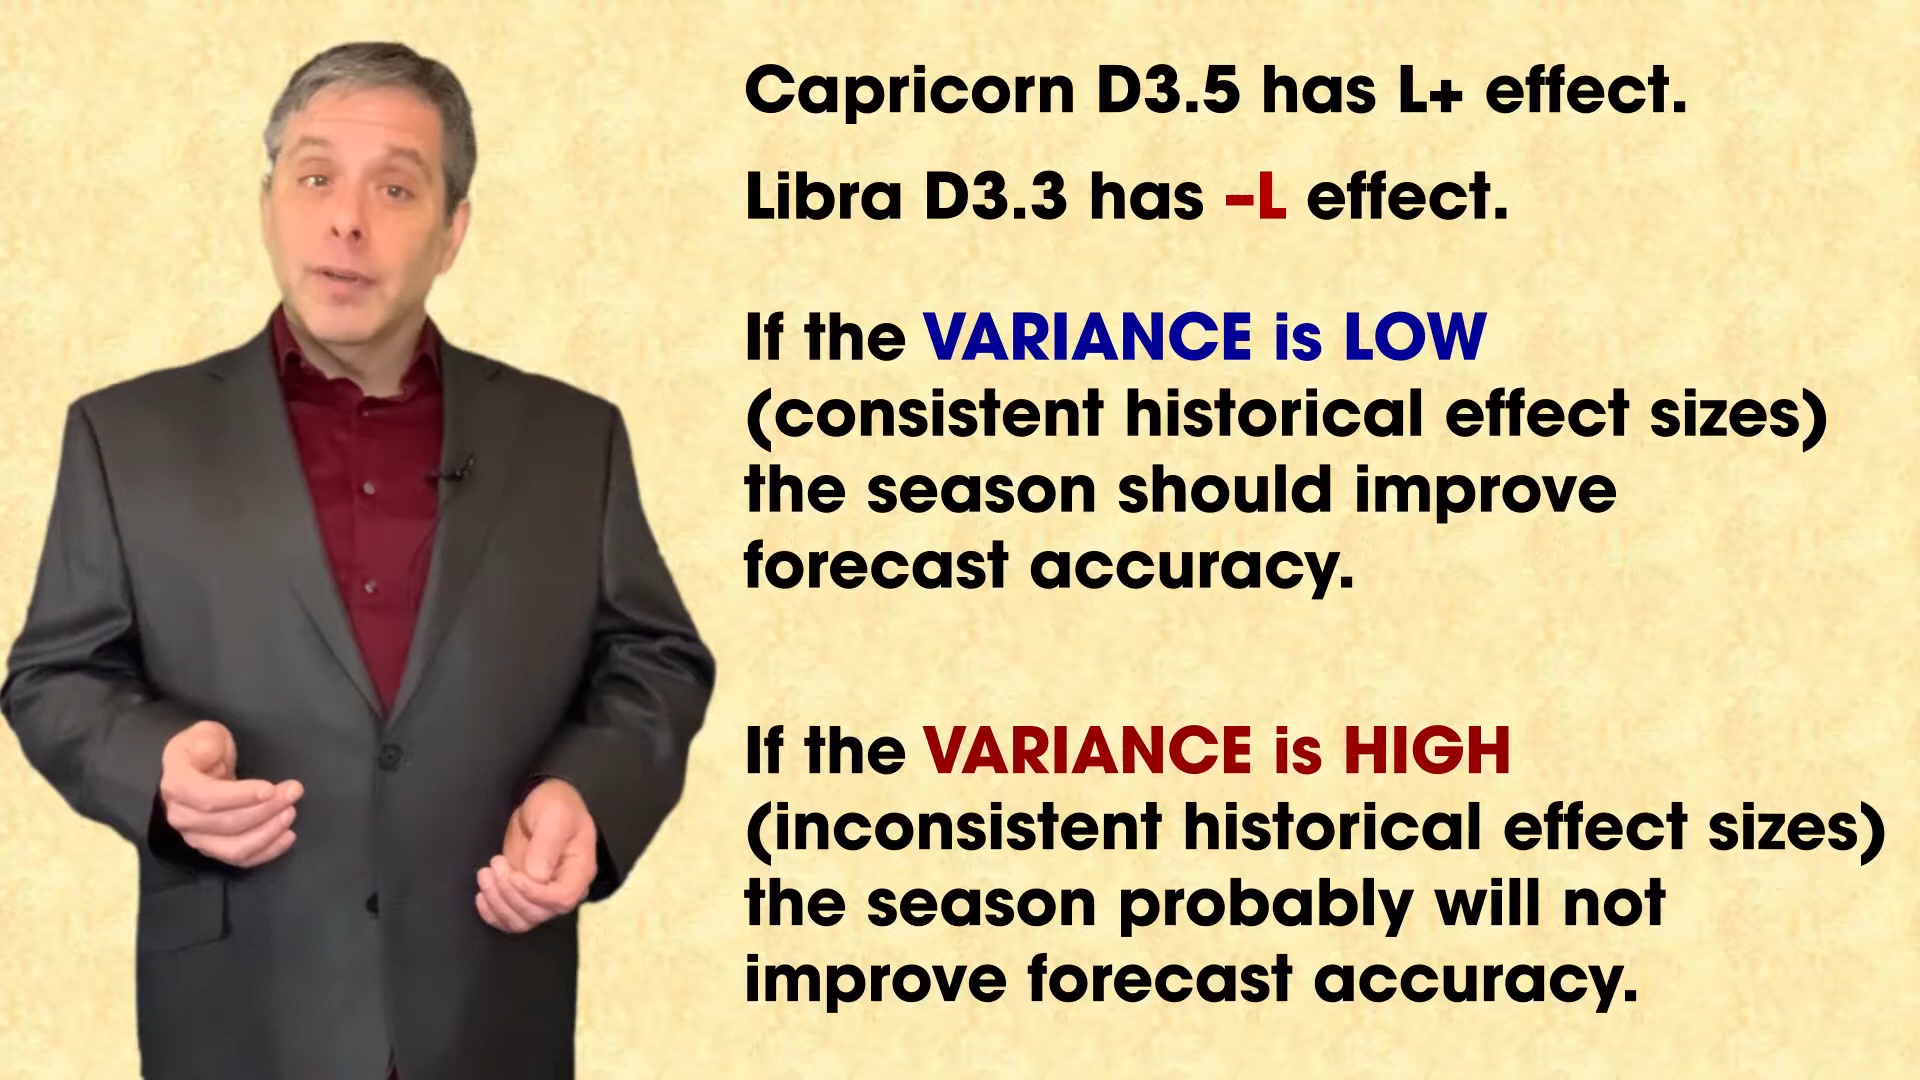 Capricorn D3.5 has L+ effect.
Libra D3.3 has –L effect.
If the VARIANCE is LOW
(consistent historical effect sizes)
the season should improve
forecast accuracy.
If the VARIANCE is HIGH
(inconsistent historical effect sizes)
the season probably will not
improve forecast accuracy.